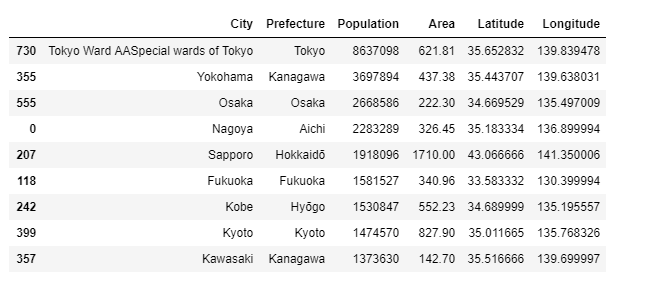 City Prefecture Population Area Latitude Longitude
730 Tokyo Ward AASpecial wards of Tokyo Tokyo 8637098 621.81 35.652832 139.839478
355 Yokohama Kanagawa 3697894 437.38 35.443707 139.638031
555 Osaka Osaka 2668586 222.30 34.669529 135.497009
0 Nagoya Aichi 2283289 326.45 35.183334 136.899994
207 Sapporo Hokkaidō 1918096 1710.00 43.066666 141.350006
118 Fukuoka Fukuoka 1581527 340.96 33.583332 130.399994
242 Kobe Hyōgo 1530847 552.23 34.689999 135.195557
399 Kyoto Kyoto 1474570 827.90 35.011665 135.768326
357 Kawasaki Kanagawa 1373630 142.70 35.516666 139.699997